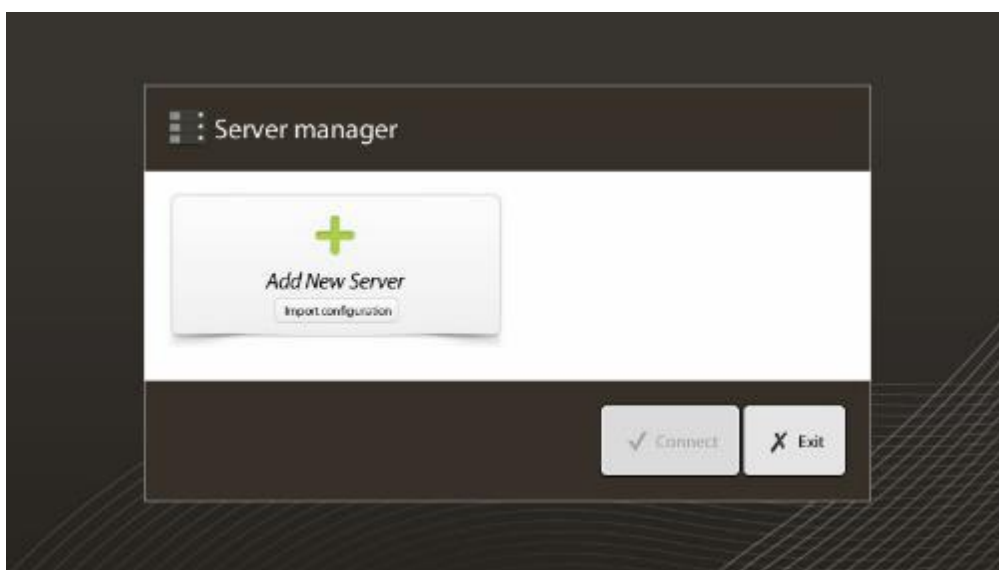 Server manager
Add New Server
Import configuration
Connect
Exit